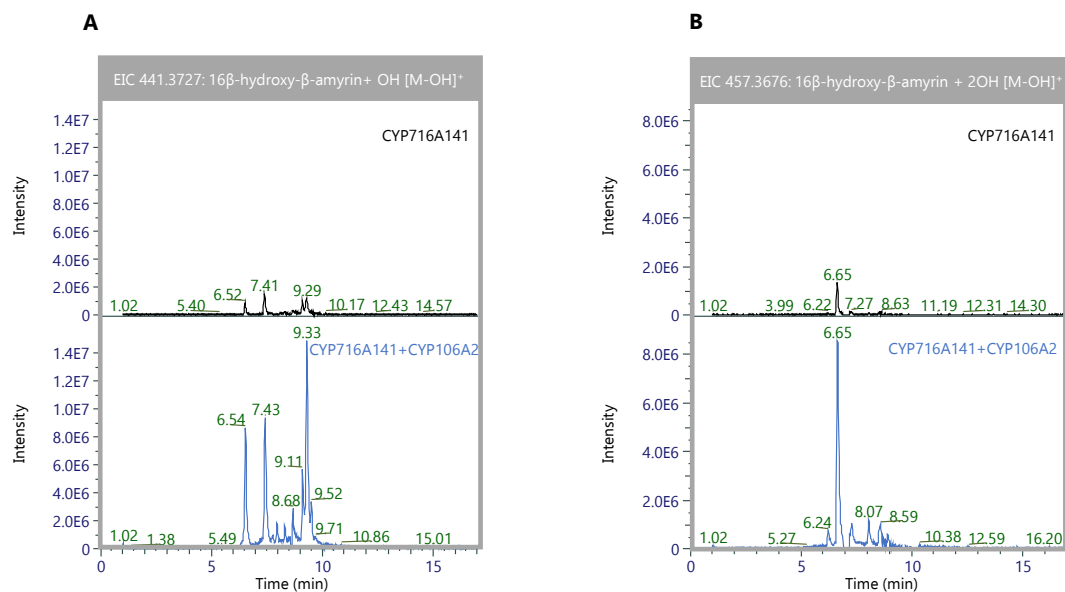 A
EIC 441.3727: 16β-hydroxy-β-amyrin+ OH [M-OH]⁺
CYP716A141
Intensity
1.4E7
1.2E7
1.0E7
8.0E6
6.0E6
4.0E6
2.0E6
0
1.02
5.40
6.52
7.41
9.29
10.17
12.43
14.57
CYP716A141+CYP106A2
Intensity
1.4E7
1.2E7
1.0E7
8.0E6
6.0E6
4.0E6
2.0E6
0
1.02
1.38
5.49
6.54
7.43
8.68
9.11
9.33
9.52
9.71
10.86
15.01
0
5
10
15
Time (min)
B
EIC 457.3676: 16β-hydroxy-β-amyrin + 2OH [M-OH]⁺
CYP716A141
Intensity
8.0E6
6.0E6
4.0E6
2.0E6
0
1.02
3.99
6.22
6.65
7.27
8.63
11.19
12.31
14.30
CYP716A141+CYP106A2
Intensity
8.0E6
6.0E6
4.0E6
2.0E6
0
1.02
5.27
6.24
6.65
8.07
8.59
10.38
12.59
16.20
0
5
10
15
Time (min)